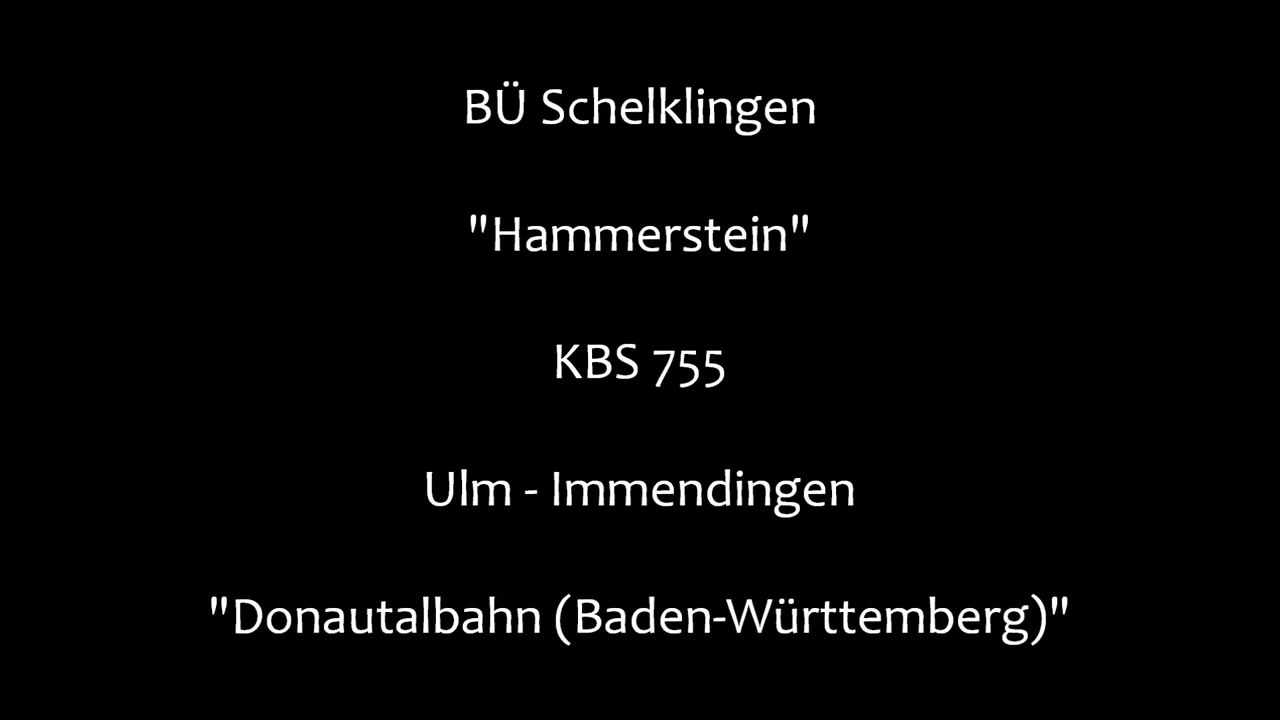 BÜ Schelklingen
"Hammerstein"
KBS 755
Ulm - Immendingen
"Donautalbahn (Baden-Württemberg)"